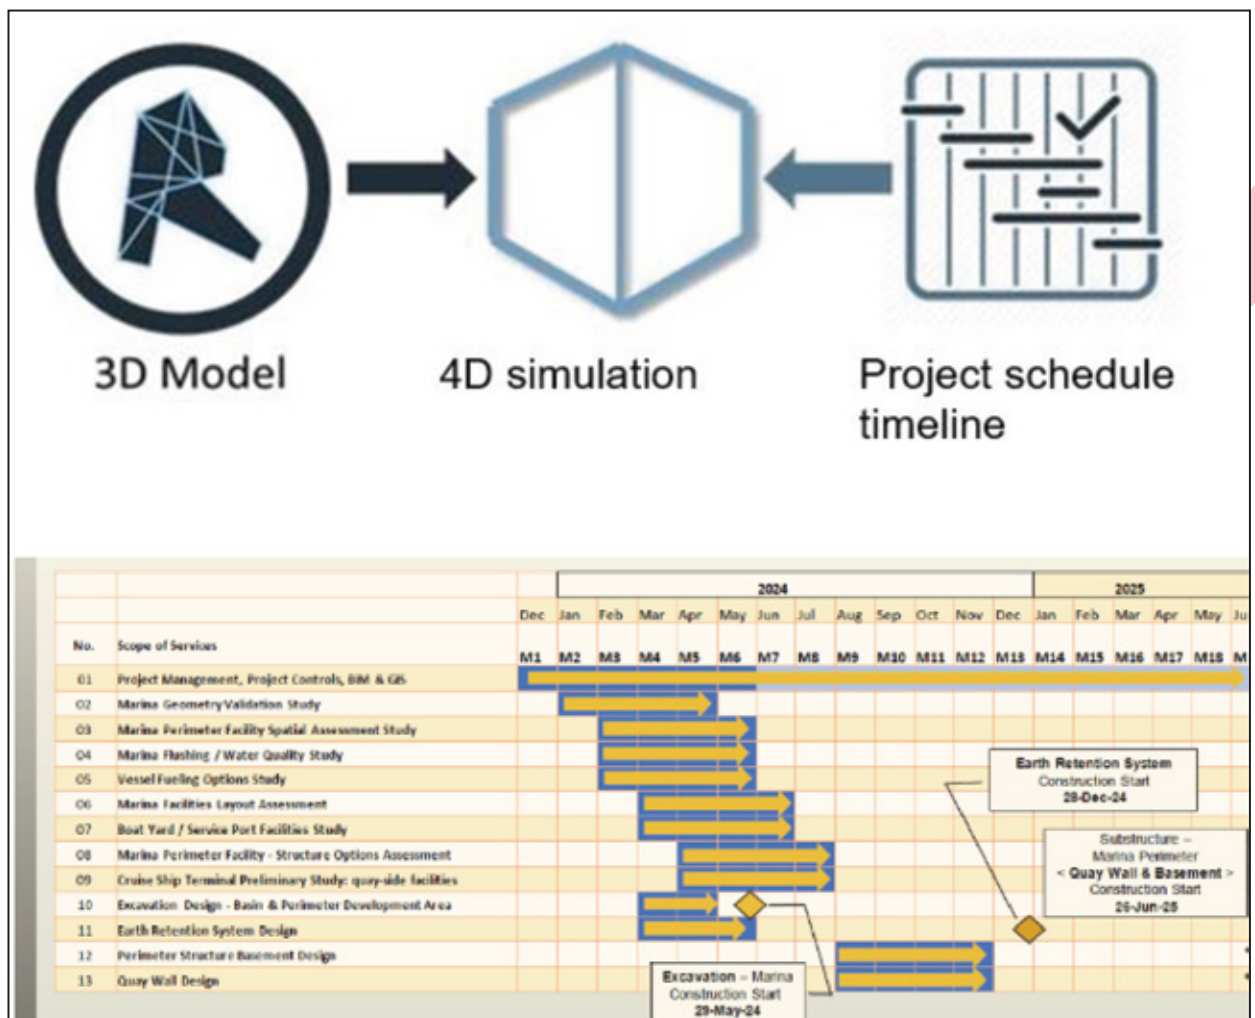 3D Model
4D simulation
Project schedule
timeline
2024 2025
Dec Jan Feb Mar Apr May Jun Jul Aug Sep Oct Nov Dec Jan Feb Mar Apr May Ju
No. Scope of Services
M1 M2 M3 M4 M5 M6 M7 M8 M9 M10 M11 M12 M13 M14 M15 M16 M17 M18 M
01 Project Management, Project Controls, BIM & GIS
02 Marina Geometry Validation Study
03 Marina Perimeter Facility Spatial Assessment Study
04 Marina Flushing / Water Quality Study
05 Vessel Fueling Options Study
06 Marina Facilities Layout Assessment
07 Boat Yard / Service Port Facilities Study
08 Marina Perimeter Facility - Structure Options Assessment
09 Cruise Ship Terminal Preliminary Study: quay-side facilities
10 Excavation Design - Basin & Perimeter Development Area
11 Earth Retention System Design
12 Perimeter Structure Basement Design
13 Quay Wall Design
Earth Retention System
Construction Start
28-Dec-24
Substructure –
Marina Perimeter
< Quay Wall & Basement >
Construction Start
26-Jun-25
Excavation – Marina
Construction Start
29-May-24